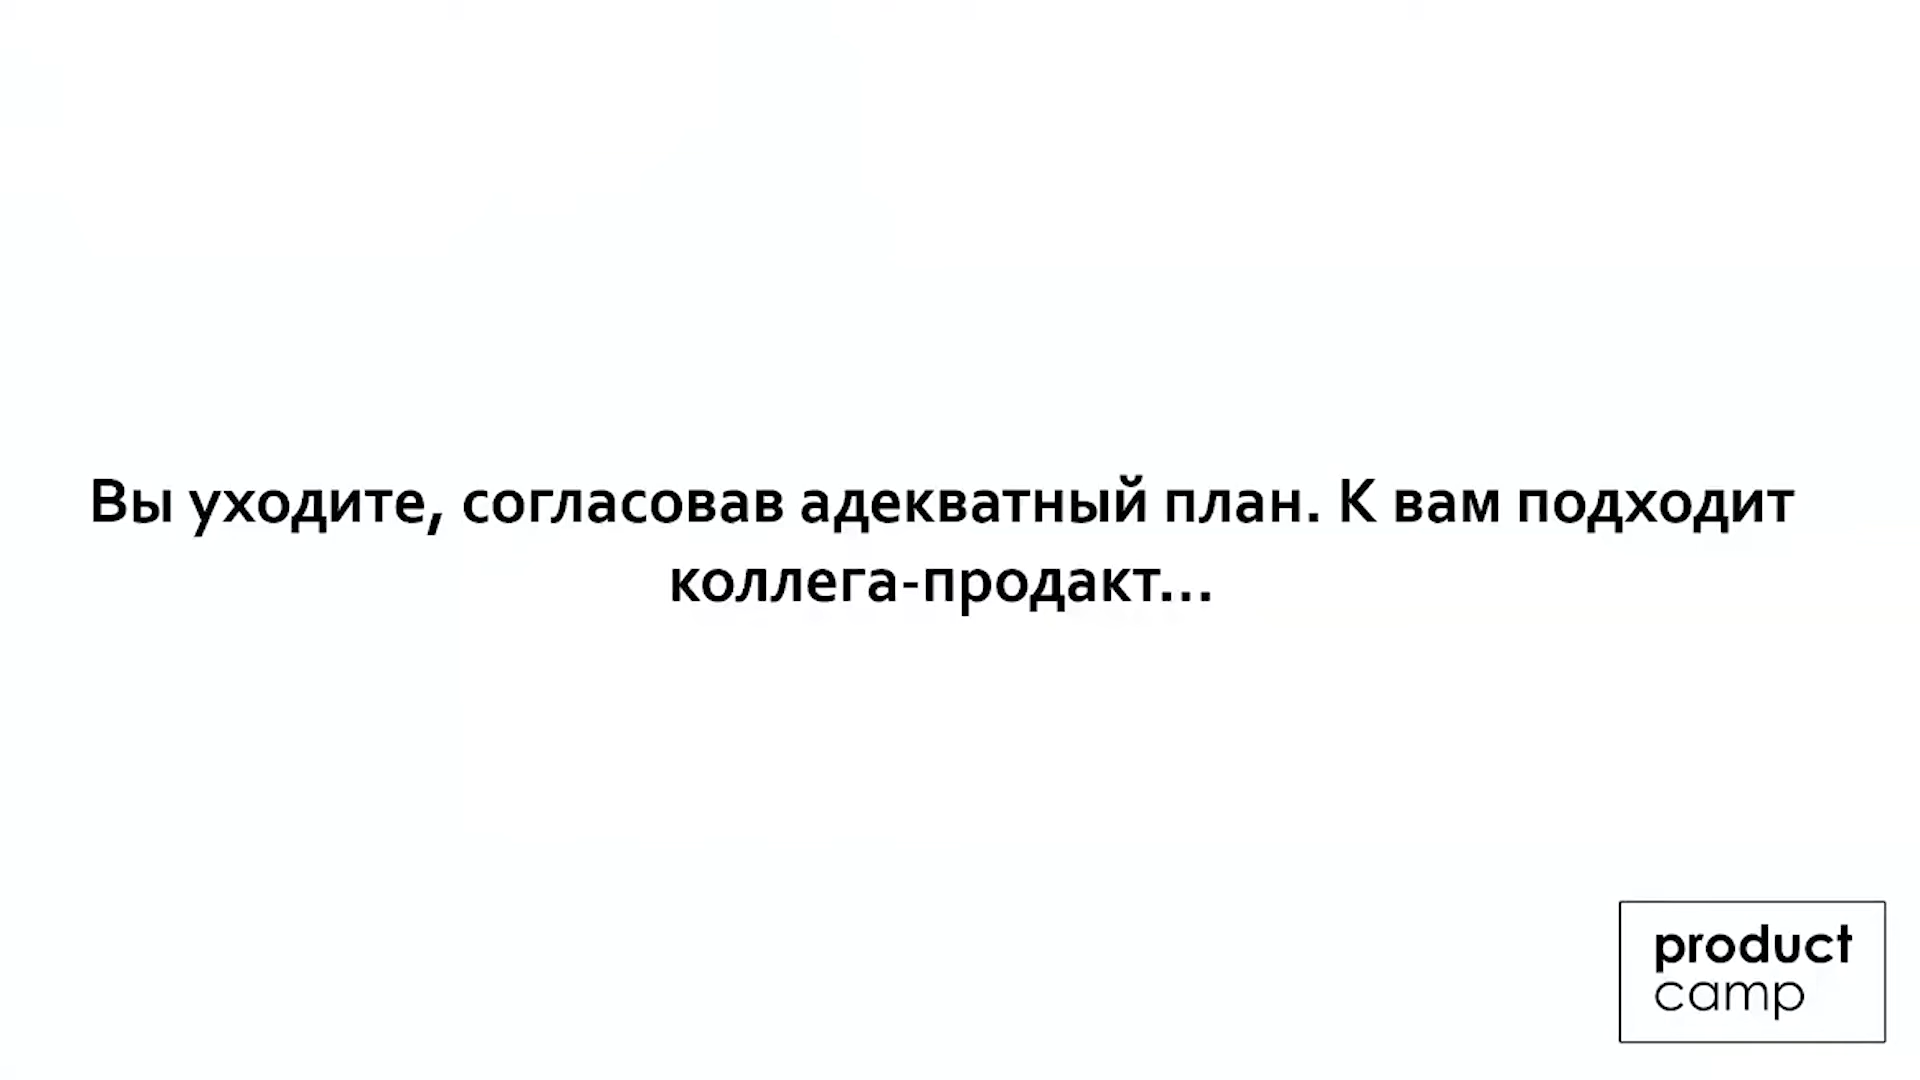 Вы уходите, согласовав адекватный план. К вам подходит
коллега-продакт...
product
camp